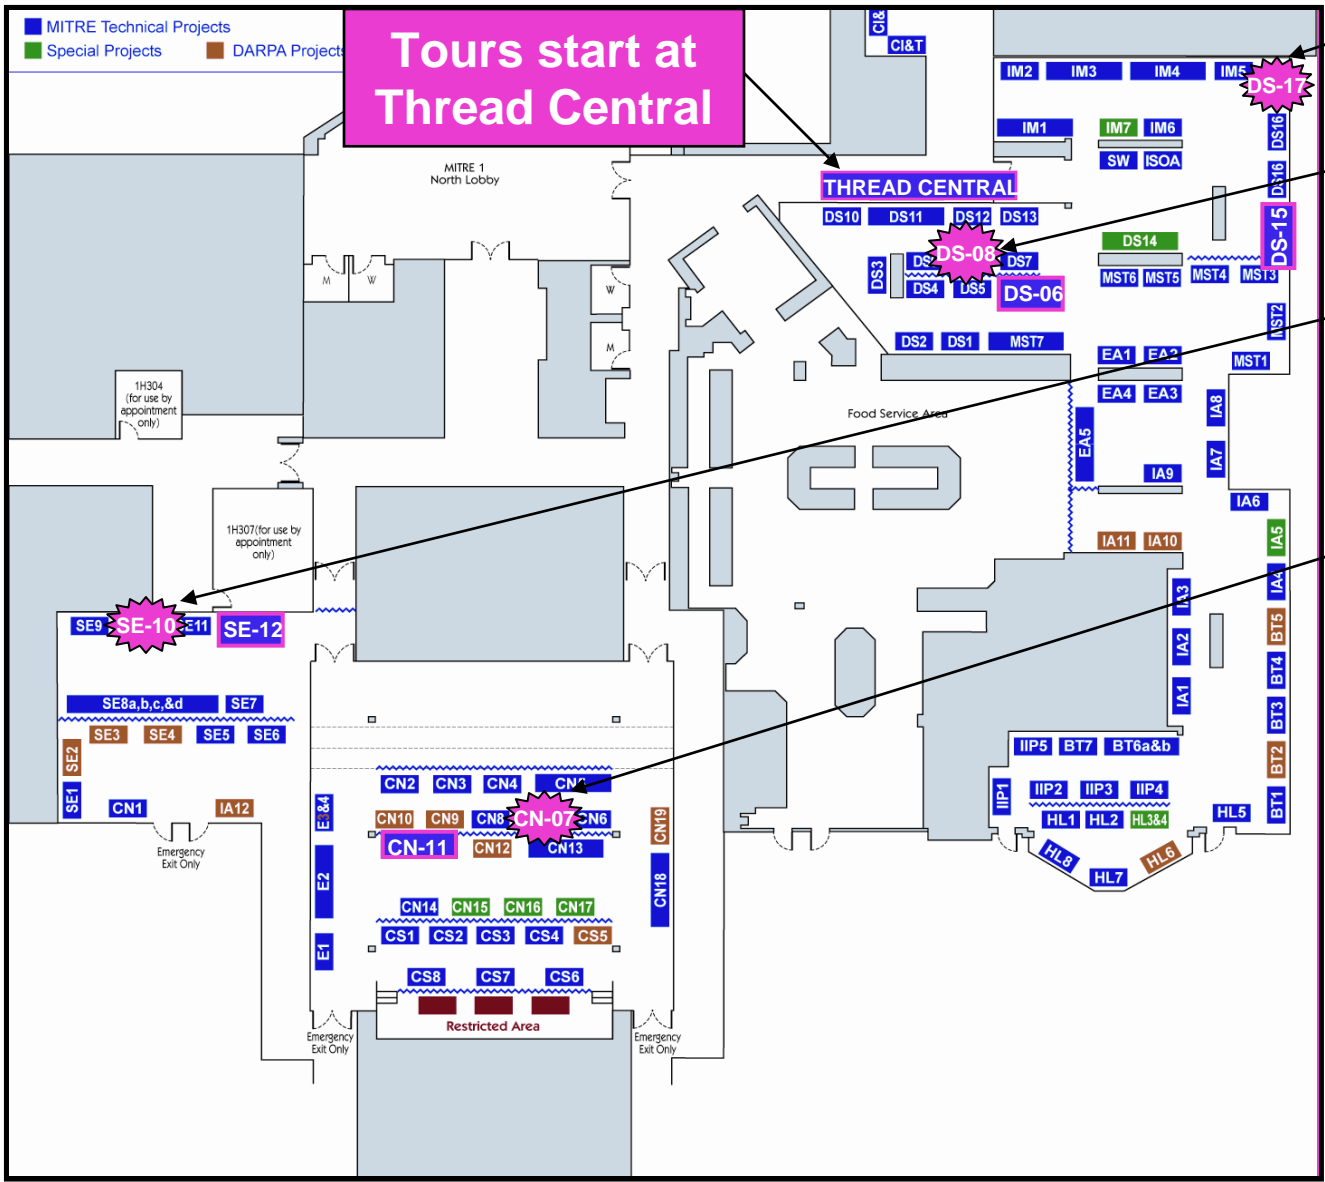 MITRE Technical Projects
Special Projects
DARPA Projects
Tours start at
Thread Central
CI&T
IM2
IM3
IM4
IM5
DS-17
IM1
IM7
IM6
SW
ISOA
DS16
DS16
DS-15
MITRE 1
North Lobby
THREAD CENTRAL
DS10
DS11
DS12
DS13
DS14
DS3
DS-08
DS7
DS4
DS5
DS-06
MST6
MST5
MST4
MST3
MST2
MST1
DS2
DS1
MST7
M
W
W
M
EA1
EA2
EA4
EA3
EA5
IA8
IA7
IA9
IA6
IA11
IA10
IA5
IA4
IA3
IA2
IA1
BT5
BT4
BT3
BT2
BT1
Food Service Area
1H304
(for use by
appointment
only)
1H307(for use by
appointment
only)
SE9
SE-10
E11
SE-12
SE8a,b,c,&d
SE7
SE3
SE4
SE5
SE6
SE2
SE1
CN1
IA12
Emergency
Exit Only
CN2
CN3
CN4
E3&4
CN10
CN9
CN8
CN-07
CN6
CN19
CN-11
CN12
CN13
E2
CN18
CN14
CN15
CN16
CN17
CS1
CS2
CS3
CS4
CS5
E1
CS8
CS7
CS6
Restricted Area
Emergency
Exit Only
Emergency
Exit Only
IIP5
BT7
BT6a&b
IIP1
IIP2
IIP3
IIP4
HL1
HL2
HL3&4
HL5
HL8
HL7
HL6